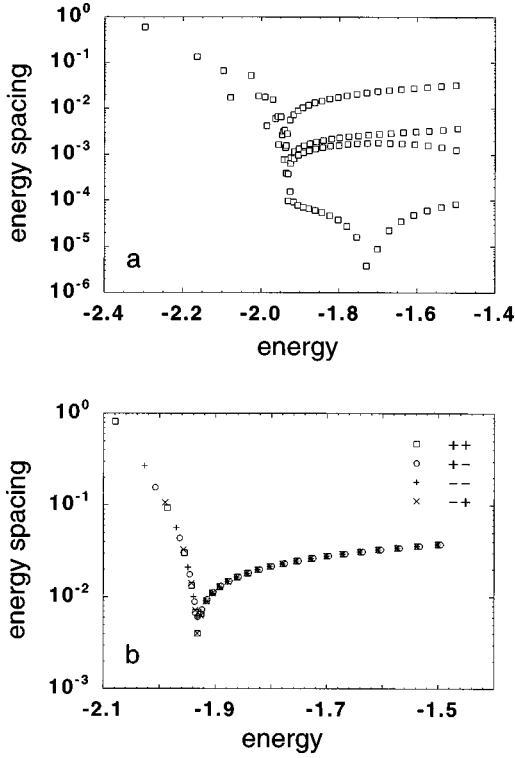 energy spacing
10^0
10^-1
10^-2
10^-3
10^-4
10^-5
10^-6
a
-2.4 -2.2 -2.0 -1.8 -1.6 -1.4
energy
energy spacing
10^0
10^-1
10^-2
10^-3
□ ++
○ +-
+ --
× -+
b
-2.1 -1.9 -1.7 -1.5
energy